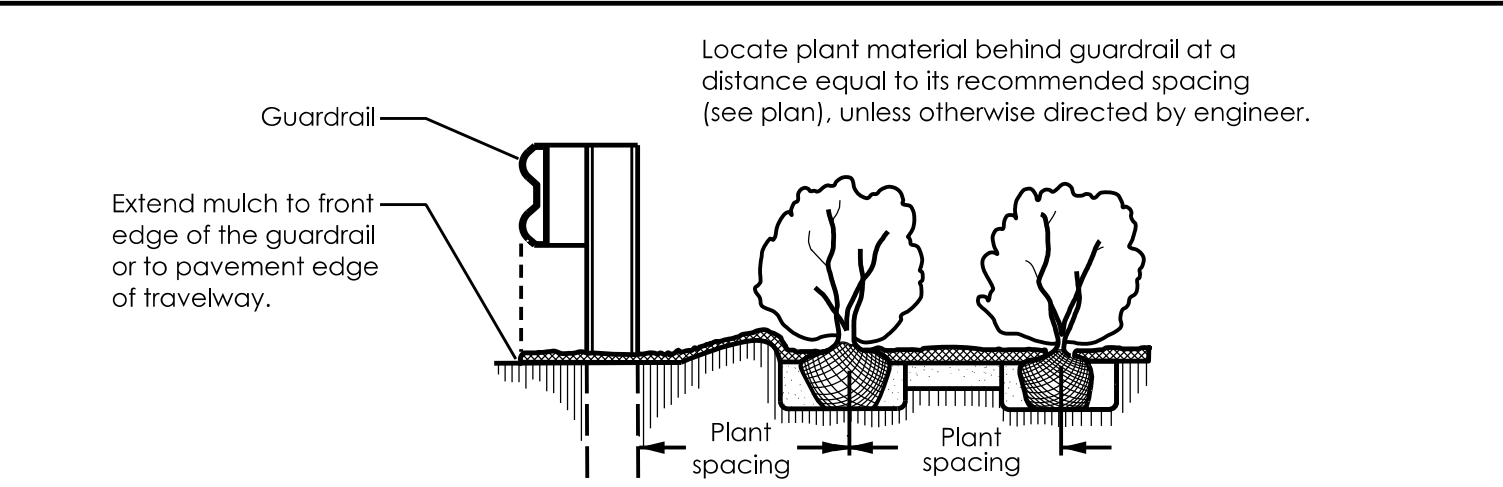 Locate plant material behind guardrail at a
distance equal to its recommended spacing
(see plan), unless otherwise directed by engineer.
Guardrail
Extend mulch to front
edge of the guardrail
or to pavement edge
of travelway.
Plant
spacing
Plant
spacing